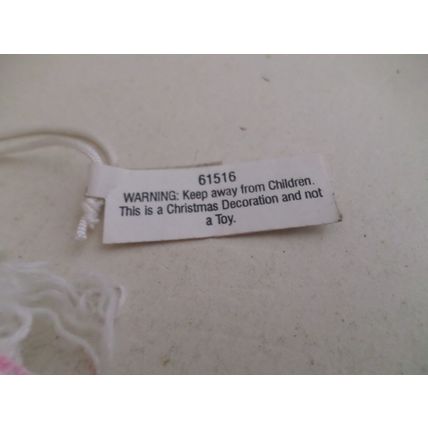 61516
WARNING: Keep away from Children.
This is a Christmas Decoration and not
a Toy.